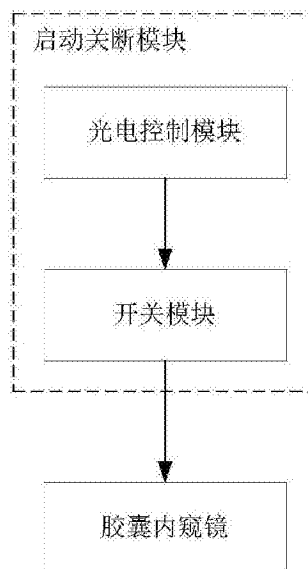 启动关断模块
光电控制模块
开关模块
胶囊内窥镜